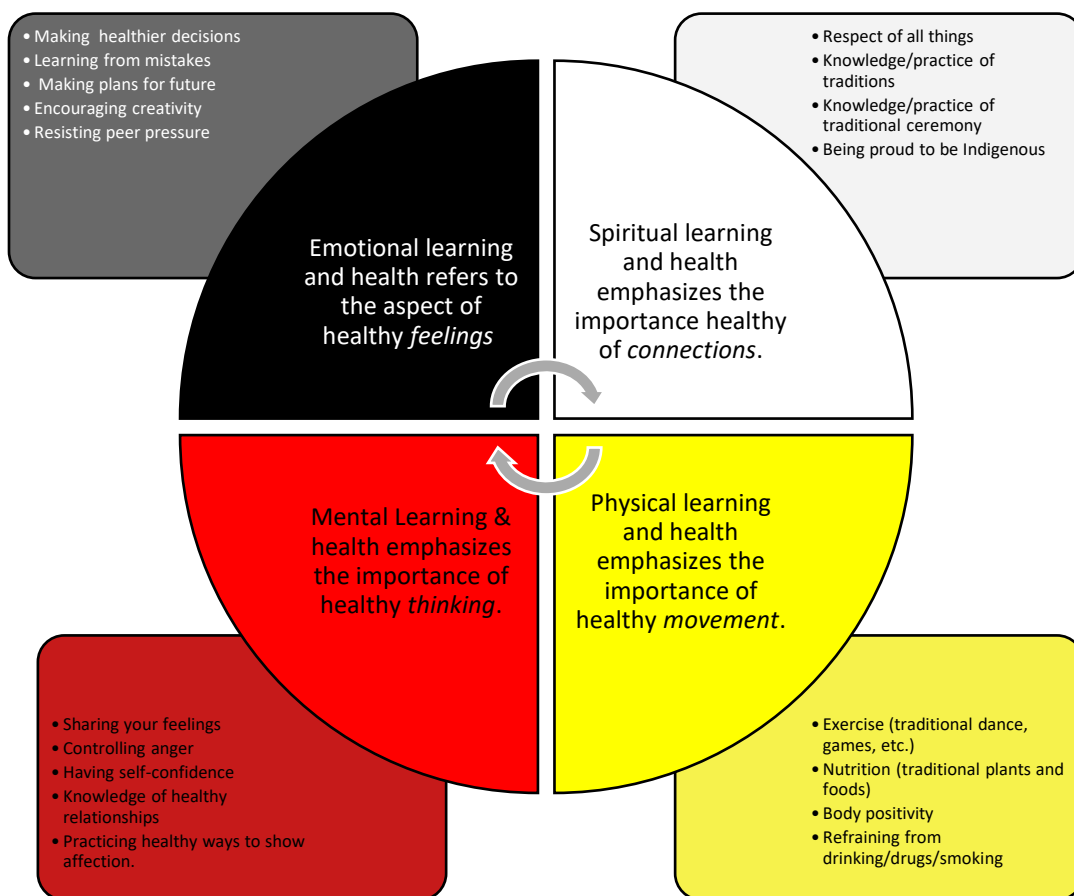 • Making  healthier decisions
• Learning from mistakes
•  Making plans for future
• Encouraging creativity
• Resisting peer pressure
• Respect of all things
• Knowledge/practice of
traditions
• Knowledge/practice of
traditional ceremony
• Being proud to be Indigenous
Emotional learning
and health refers to
the aspect of
healthy feelings
Spiritual learning
and health
emphasizes the
importance healthy
of connections.
Mental Learning &
health emphasizes
the importance of
healthy thinking.
Physical learning
and health
emphasizes the
importance of
healthy movement.
• Sharing your feelings
• Controlling anger
• Having self-confidence
• Knowledge of healthy
relationships
• Practicing healthy ways to show
affection.
• Exercise (traditional dance,
games, etc.)
• Nutrition (traditional plants and
foods)
• Body positivity
• Refraining from
drinking/drugs/smoking